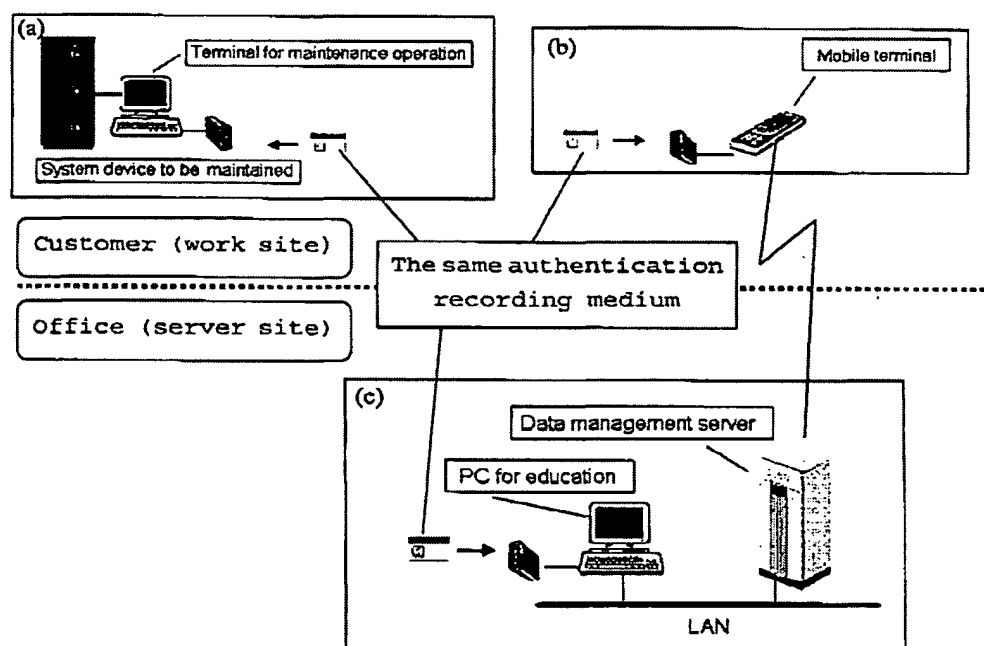 (a)
Terminal for maintenance operation
System device to be maintained
(b)
Mobile terminal
Customer (work site)
The same authentication
recording medium
Office (server site)
(c)
Data management server
PC for education
LAN